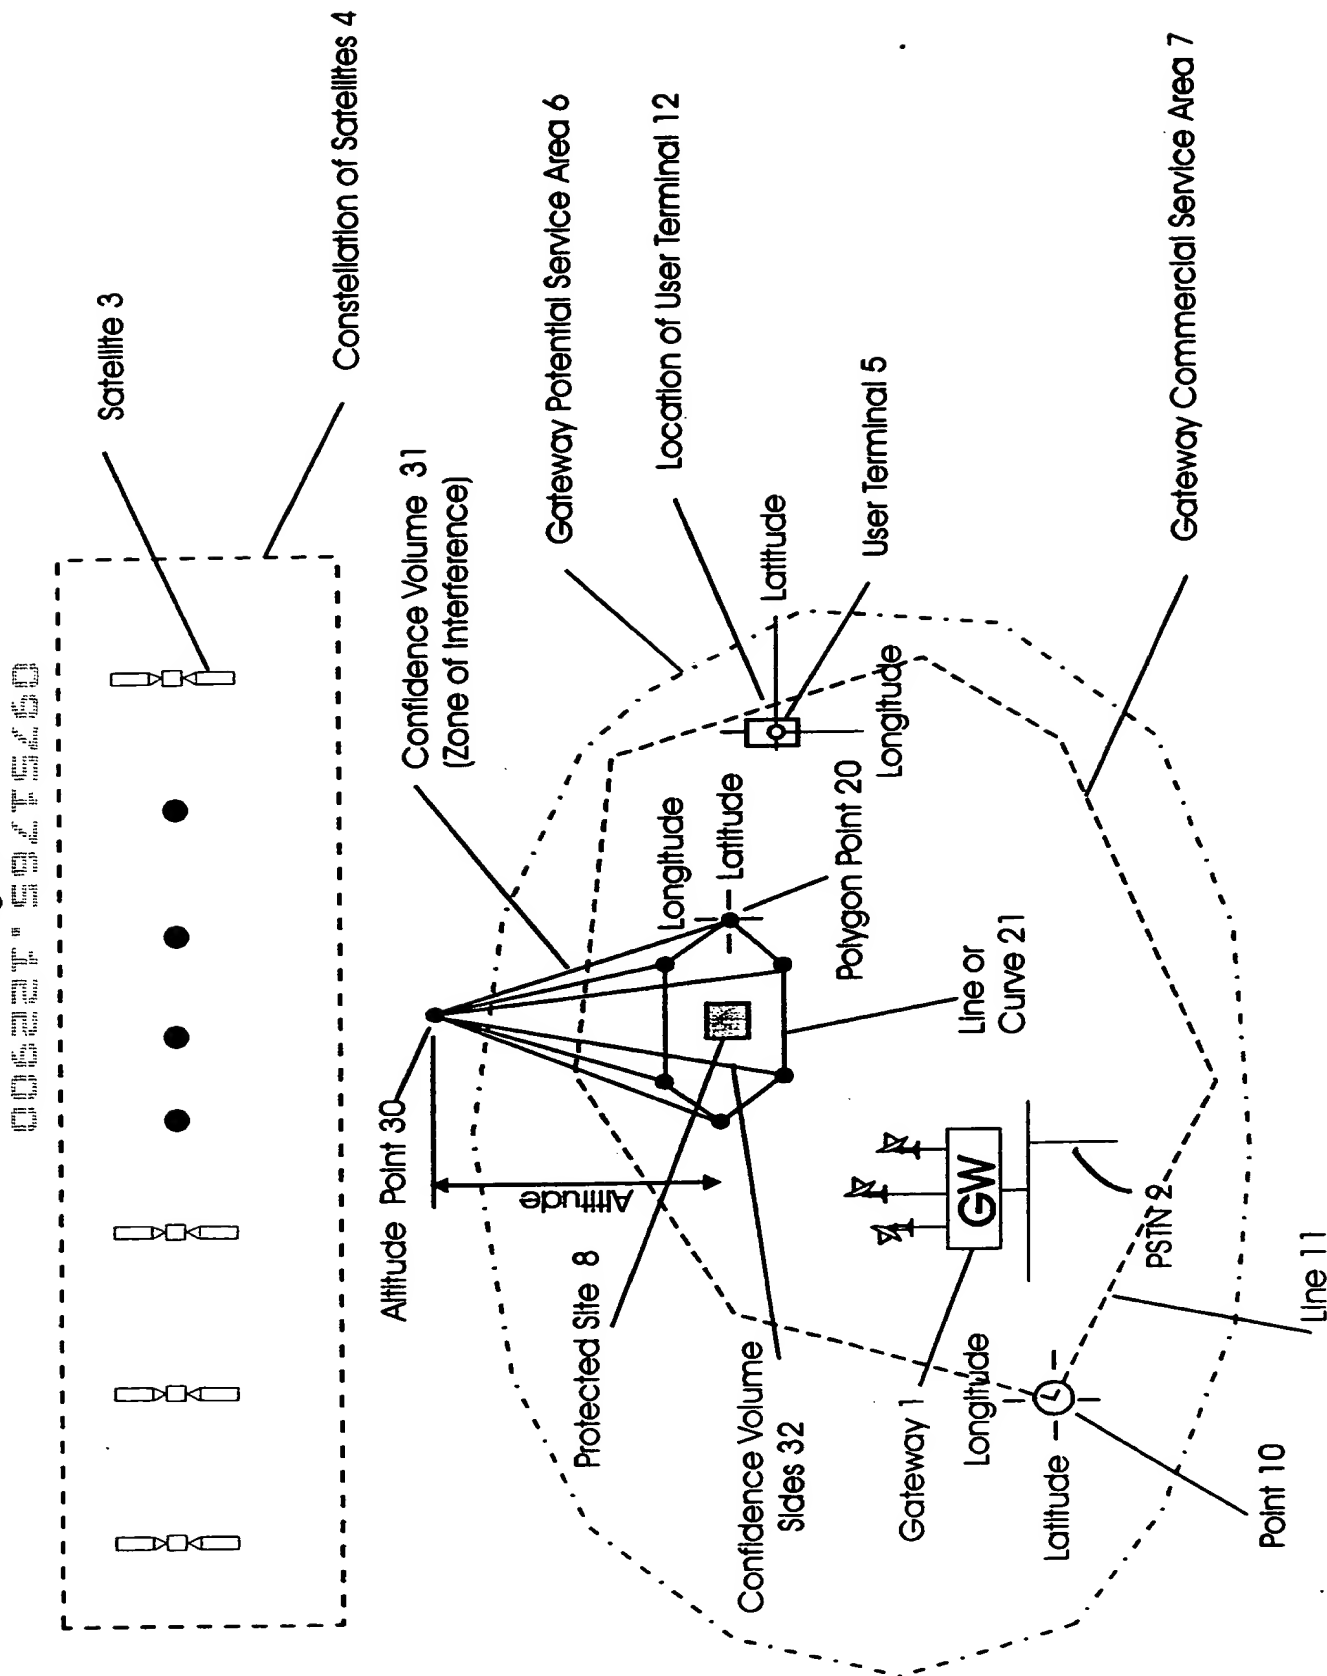 09751765.122900
Satellite 3
Constellation of Satellites 4
Confidence Volume 31
(Zone of Interference)
Gateway Potential Service Area 6
Location of User Terminal 12
Latitude
User Terminal 5
Longitude
Gateway Commercial Service Area 7
Altitude Point 30
Altitude
Longitude
Latitude
Polygon Point 20
Line or
Curve 21
Protected Site 8
Confidence Volume
Sides 32
Gateway 1
GW
PSTN 2
Longitude
Latitude
Point 10
Line 11